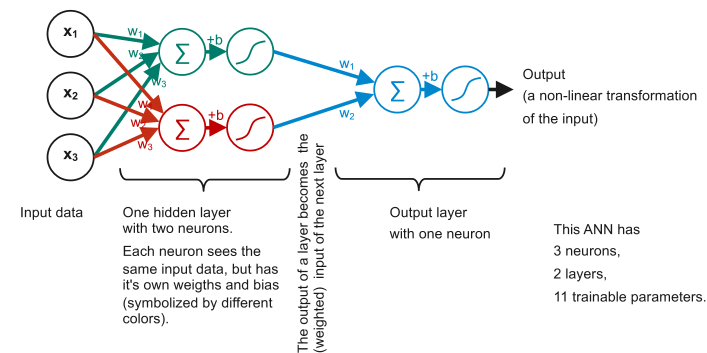 x1
x2
x3
w1
w2
w3
w1
w2
w3
Σ
+b
Σ
+b
w1
w2
Σ
+b
Output
(a non-linear transformation
of the input)
Input data
One hidden layer
with two neurons.
Each neuron sees the
same input data, but has
it's own weigths and bias
(symbolized by different
colors).
The output of a layer becomes the
(weighted) input of the next layer
Output layer
with one neuron
This ANN has
3 neurons,
2 layers,
11 trainable parameters.